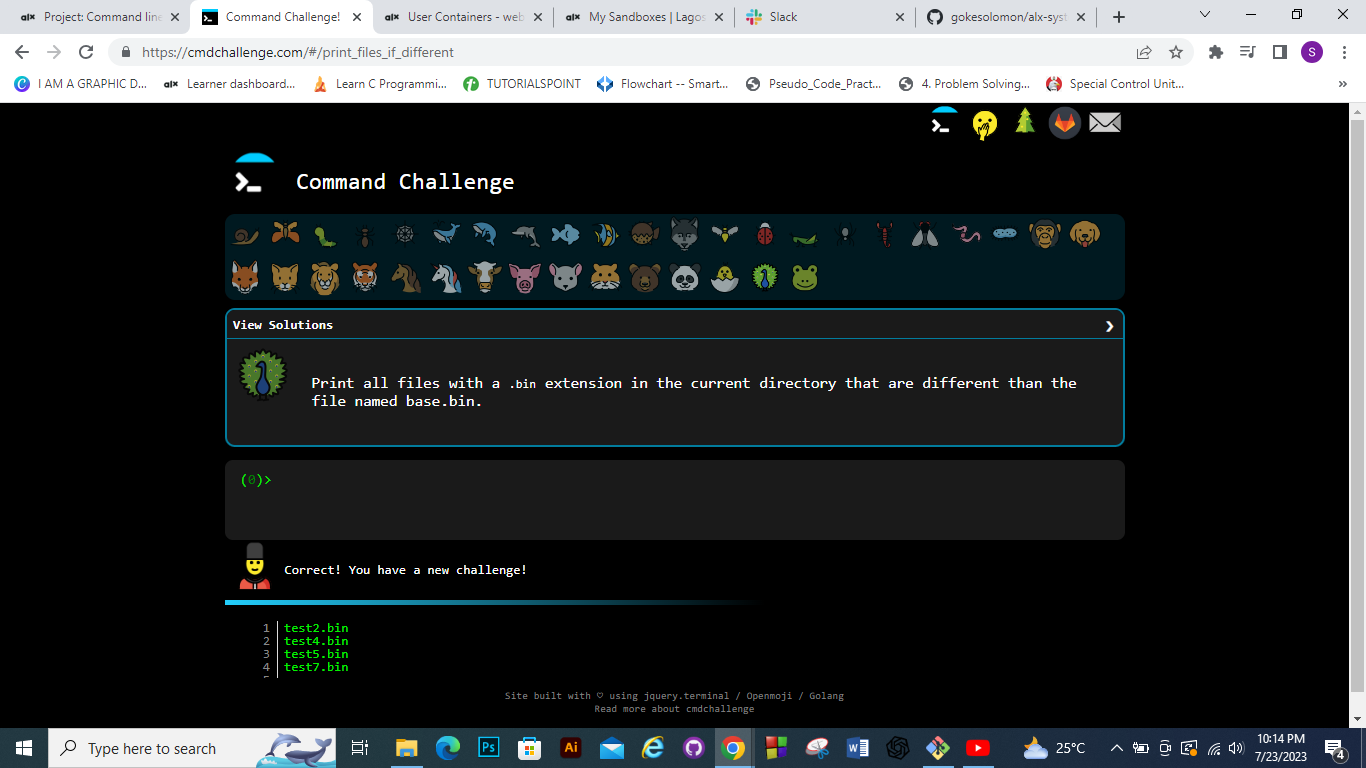 Project: Command line
Command Challenge!
User Containers - web
My Sandboxes | Lagos
Slack
gokesolomon/alx-syst
https://cmdchallenge.com/#/print_files_if_different
S
I AM A GRAPHIC D...
alx Learner dashboard...
Learn C Programmi...
TUTORIALSPOINT
Flowchart -- Smart...
Pseudo_Code_Pract...
4. Problem Solving...
Special Control Unit...
»
Command Challenge
View Solutions
Print all files with a .bin extension in the current directory that are different than the
file named base.bin.
(0)>
Correct! You have a new challenge!
1 test2.bin
2 test4.bin
3 test5.bin
4 test7.bin
Site built with ♡ using jquery.terminal / Openmoji / Golang
Read more about cmdchallenge
Type here to search
Ps
Ai
25°C
10:14 PM
7/23/2023
4